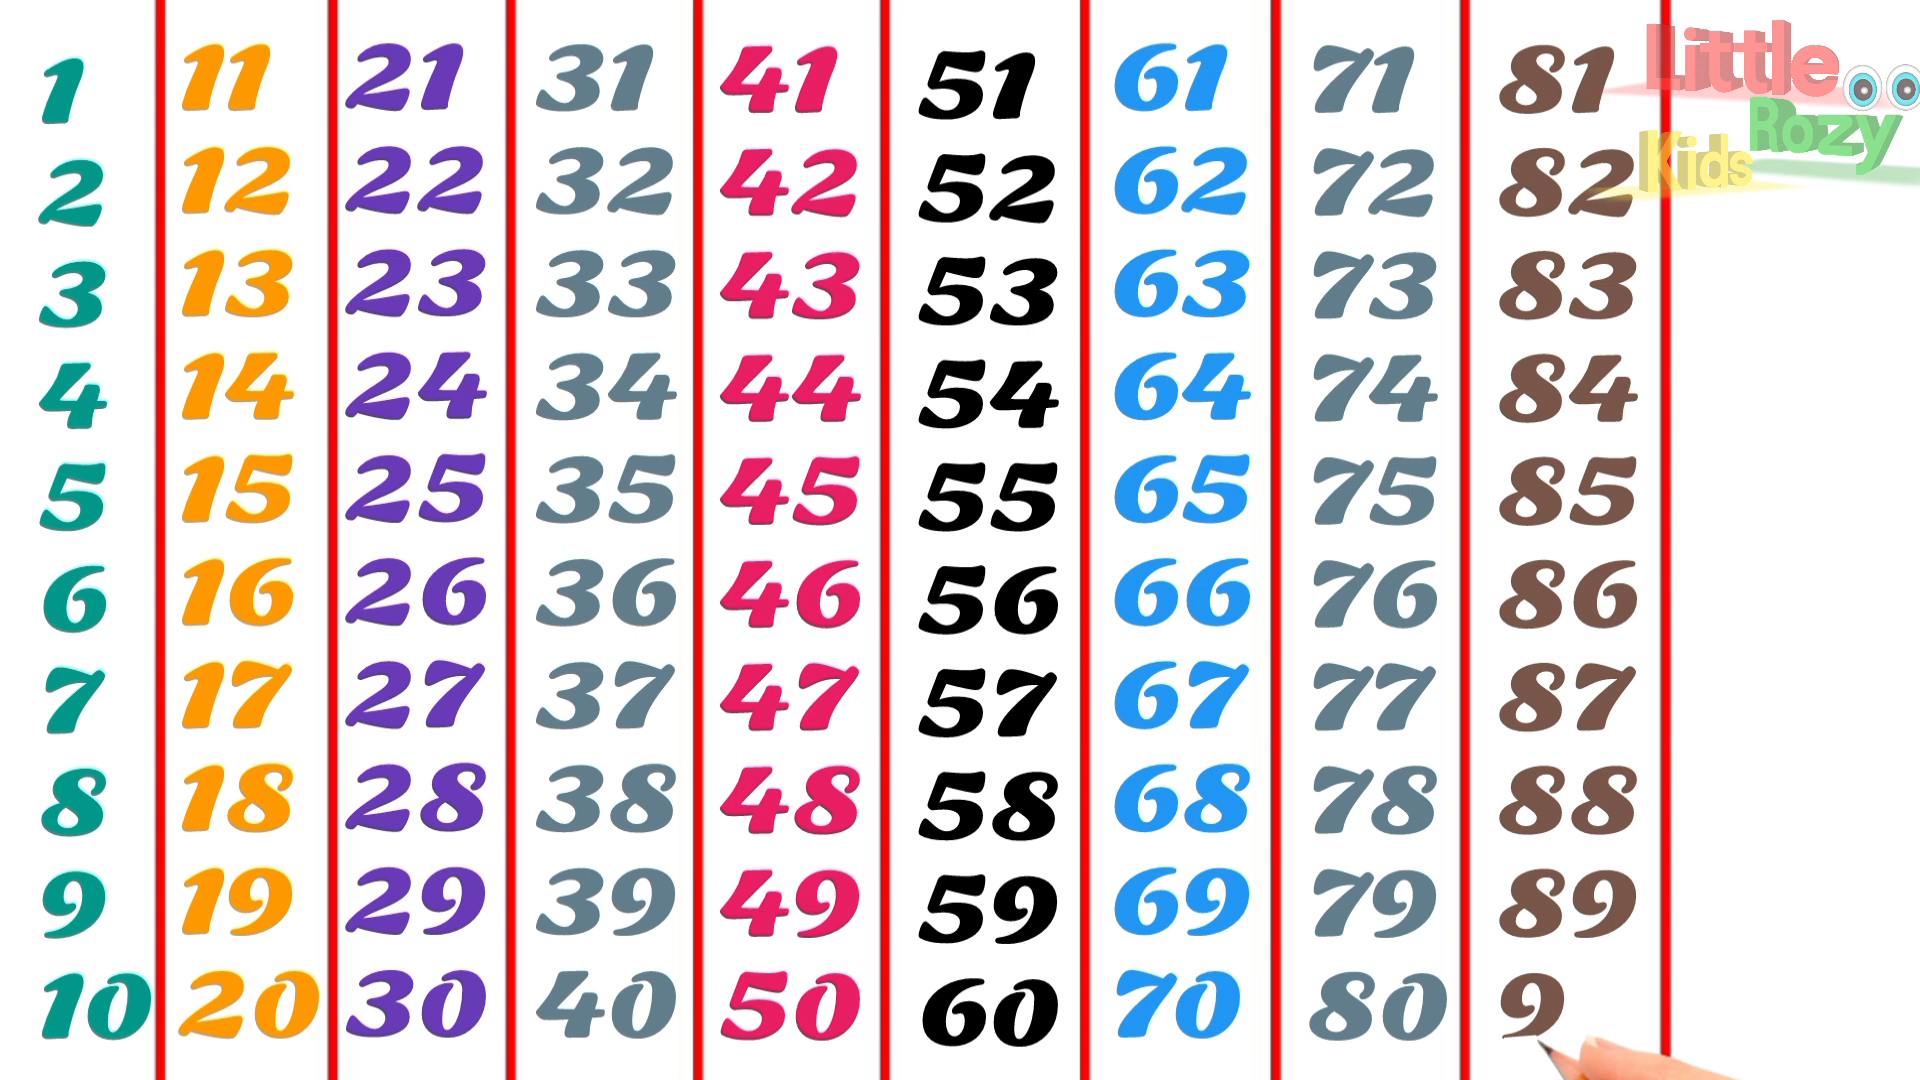 1 11 21 31 41 51 61 71 81
2 12 22 32 42 52 62 72 82
3 13 23 33 43 53 63 73 83
4 14 24 34 44 54 64 74 84
5 15 25 35 45 55 65 75 85
6 16 26 36 46 56 66 76 86
7 17 27 37 47 57 67 77 87
8 18 28 38 48 58 68 78 88
9 19 29 39 49 59 69 79 89
10 20 30 40 50 60 70 80 9
Little
Rozy
Kids